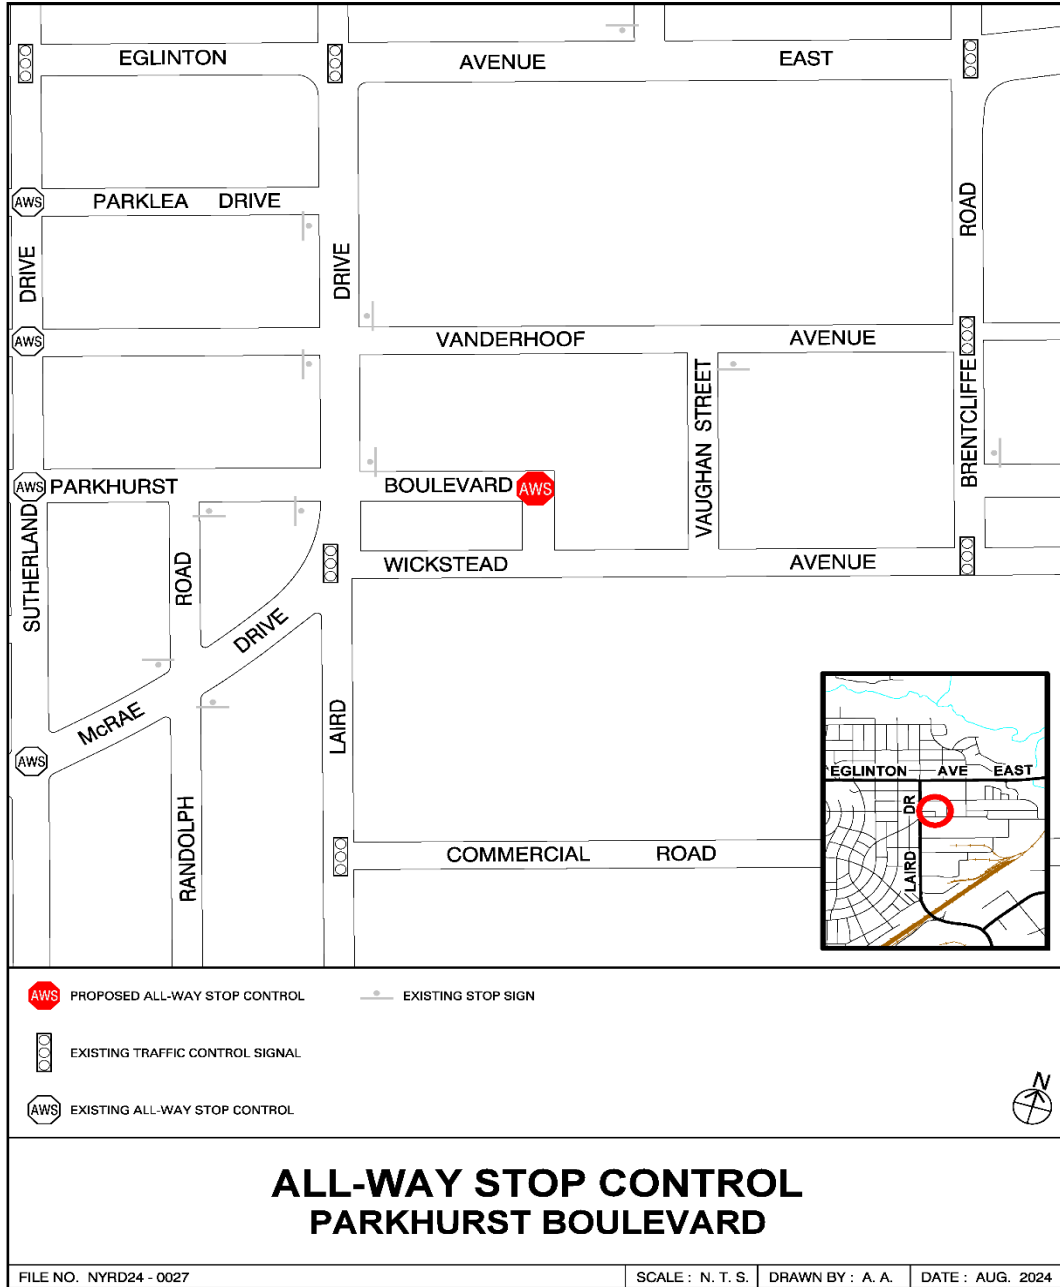 EGLINTON AVENUE EAST
AWS PARKLEA DRIVE
DRIVE
DRIVE
ROAD
AWS
VANDERHOOF AVENUE
VAUGHAN STREET
BRENTCLIFFE
AWS PARKHURST BOULEVARD AWS
SUTHERLAND
ROAD
WICKSTEAD AVENUE
DRIVE
McRAE
LAIRD
AWS
RANDOLPH
COMMERCIAL ROAD
EGLINTON AVE EAST
DR
LAIRD
AWS PROPOSED ALL-WAY STOP CONTROL
EXISTING STOP SIGN
EXISTING TRAFFIC CONTROL SIGNAL
AWS EXISTING ALL-WAY STOP CONTROL
N
ALL-WAY STOP CONTROL
PARKHURST BOULEVARD
FILE NO. NYRD24 - 0027
SCALE : N. T. S.
DRAWN BY : A. A.
DATE : AUG. 2024